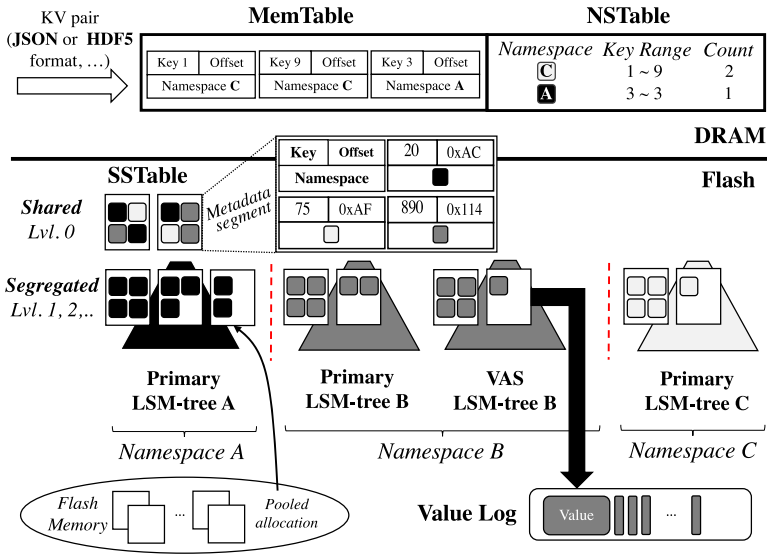 KV pair
(JSON or HDF5
format, ...)
MemTable
Key 1 Offset Key 9 Offset Key 3 Offset
Namespace C Namespace C Namespace A
NSTable
Namespace Key Range Count
C 1 ~ 9 2
A 3 ~ 3 1
DRAM
Flash
SSTable
Shared
Lvl. 0
Metadata
segment
Key Offset 20 0xAC
Namespace
75 0xAF 890 0x114
Segregated
Lvl. 1, 2,..
Primary
LSM-tree A
Primary
LSM-tree B
VAS
LSM-tree B
Primary
LSM-tree C
Namespace A
Namespace B
Namespace C
Flash
Memory
...
Pooled
allocation
Value Log
Value
...